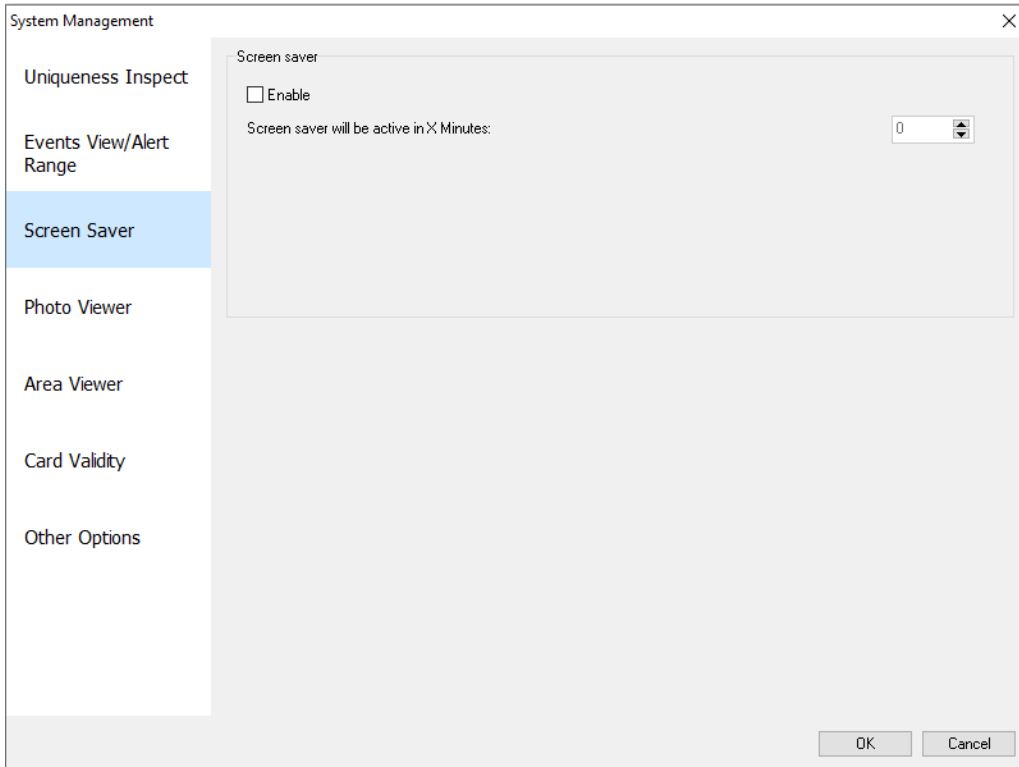 System Management
Uniqueness Inspect
Events View/Alert
Range
Screen Saver
Photo Viewer
Area Viewer
Card Validity
Other Options
Screen saver
Enable
Screen saver will be active in X Minutes:
0
OK
Cancel